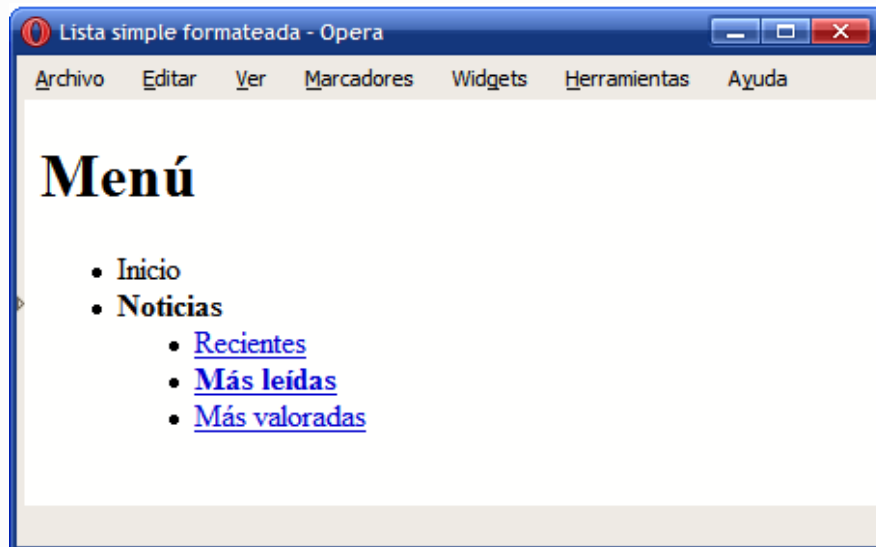 Lista simple formateada - Opera
Archivo Editar Ver Marcadores Widgets Herramientas Ayuda
Menú
Inicio
Noticias
Recientes
Más leídas
Más valoradas